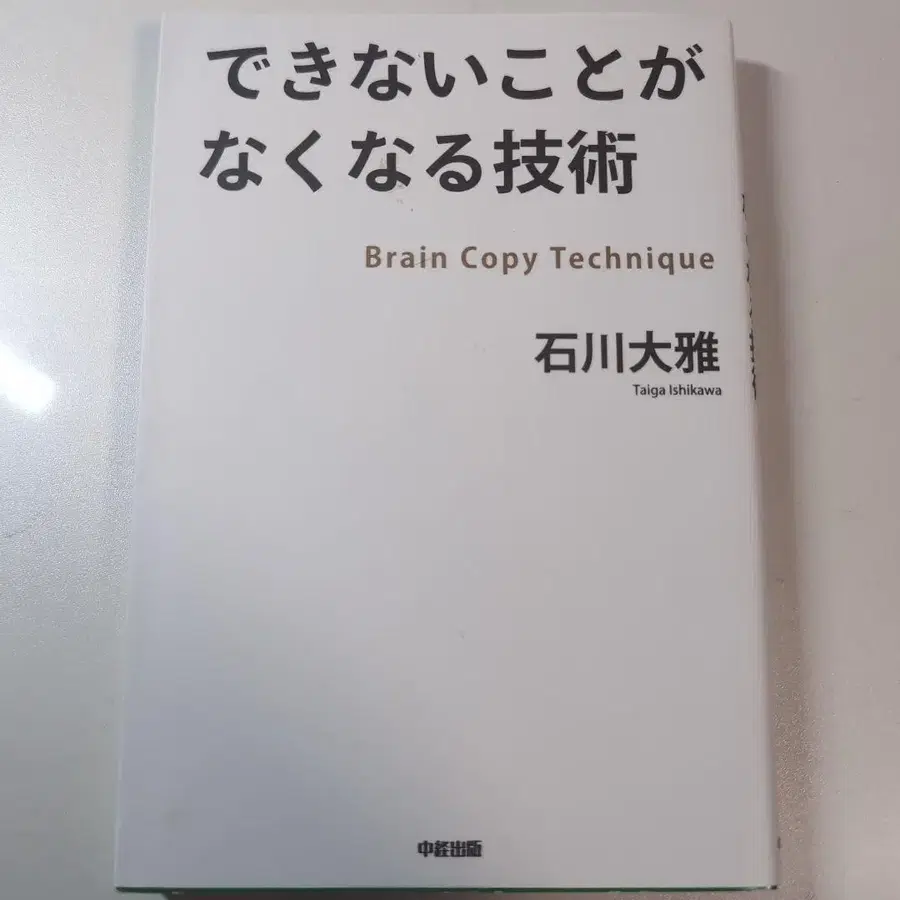 できないことが
なくなる技術
Brain Copy Technique
石川大雅
Taiga Ishikawa
中経出版